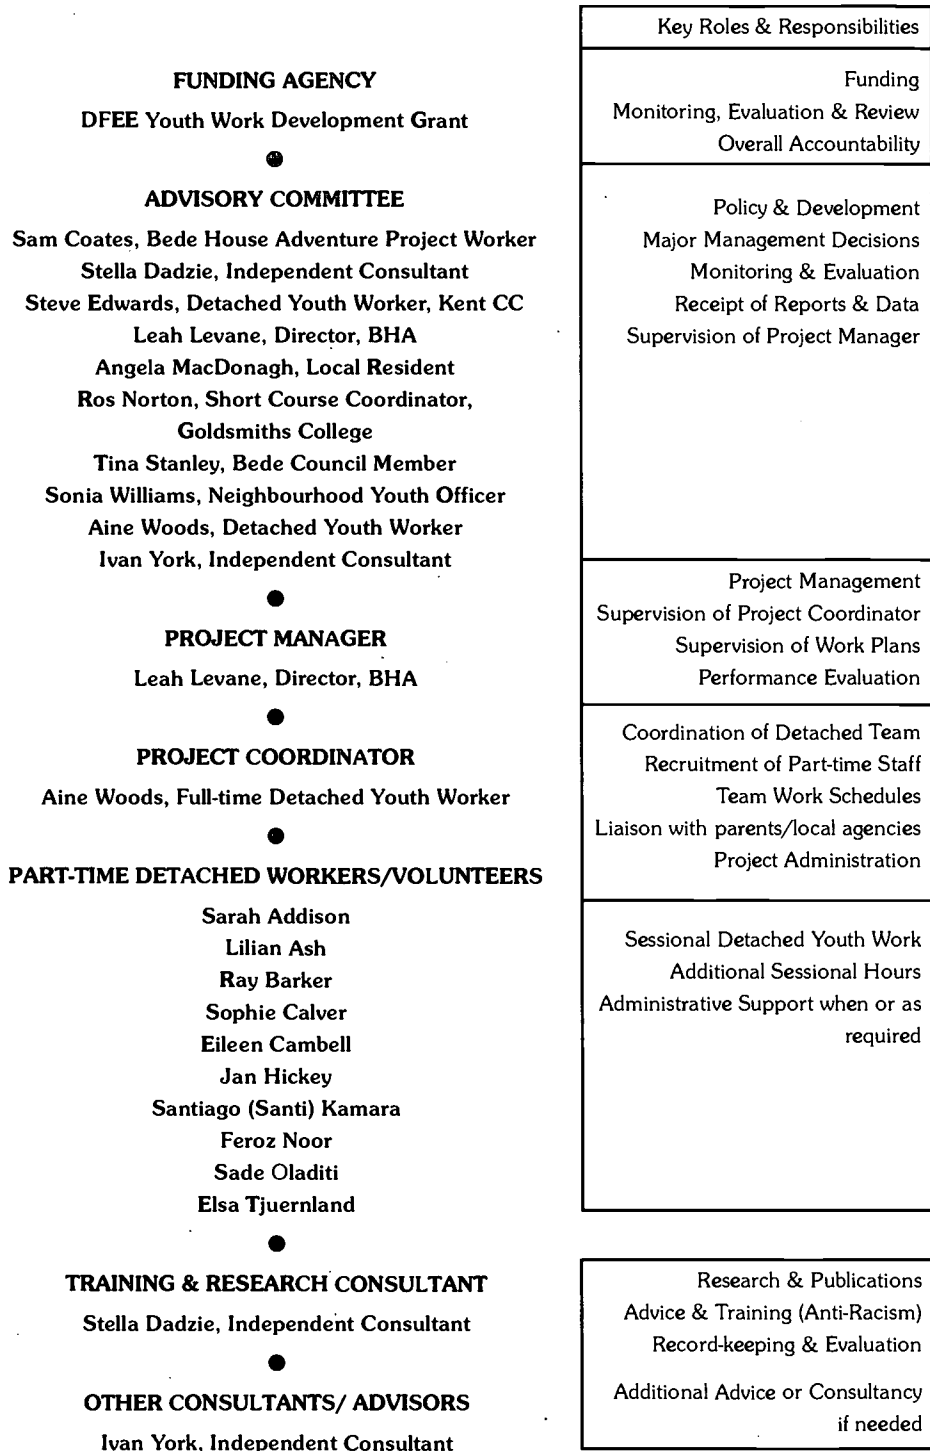 Key Roles & Responsibilities
FUNDING AGENCY
DFEE Youth Work Development Grant
Funding
Monitoring, Evaluation & Review
Overall Accountability
ADVISORY COMMITTEE
Sam Coates, Bede House Adventure Project Worker
Stella Dadzie, Independent Consultant
Steve Edwards, Detached Youth Worker, Kent CC
Leah Levane, Director, BHA
Angela MacDonagh, Local Resident
Ros Norton, Short Course Coordinator,
Goldsmiths College
Tina Stanley, Bede Council Member
Sonia Williams, Neighbourhood Youth Officer
Aine Woods, Detached Youth Worker
Ivan York, Independent Consultant
Policy & Development
Major Management Decisions
Monitoring & Evaluation
Receipt of Reports & Data
Supervision of Project Manager
PROJECT MANAGER
Leah Levane, Director, BHA
Project Management
Supervision of Project Coordinator
Supervision of Work Plans
Performance Evaluation
PROJECT COORDINATOR
Aine Woods, Full-time Detached Youth Worker
Coordination of Detached Team
Recruitment of Part-time Staff
Team Work Schedules
Liaison with parents/local agencies
Project Administration
PART-TIME DETACHED WORKERS/VOLUNTEERS
Sarah Addison
Lilian Ash
Ray Barker
Sophie Calver
Eileen Cambell
Jan Hickey
Santiago (Santi) Kamara
Feroz Noor
Sade Oladiti
Elsa Tjuernland
Sessional Detached Youth Work
Additional Sessional Hours
Administrative Support when or as
required
TRAINING & RESEARCH CONSULTANT
Stella Dadzie, Independent Consultant
Research & Publications
Advice & Training (Anti-Racism)
Record-keeping & Evaluation
OTHER CONSULTANTS/ ADVISORS
Ivan York, Independent Consultant
Additional Advice or Consultancy
if needed